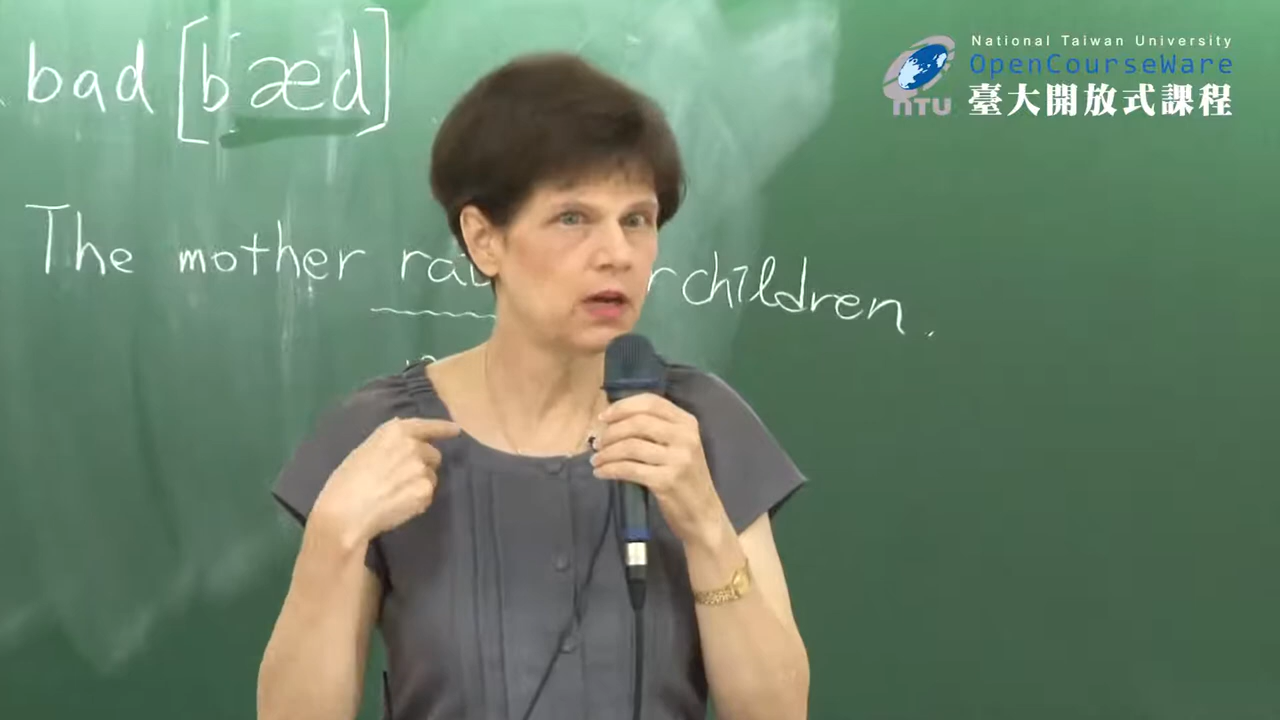 bad [bæd]
The mother children.
National Taiwan University
OpenCourseWare
NTU 臺大開放式課程